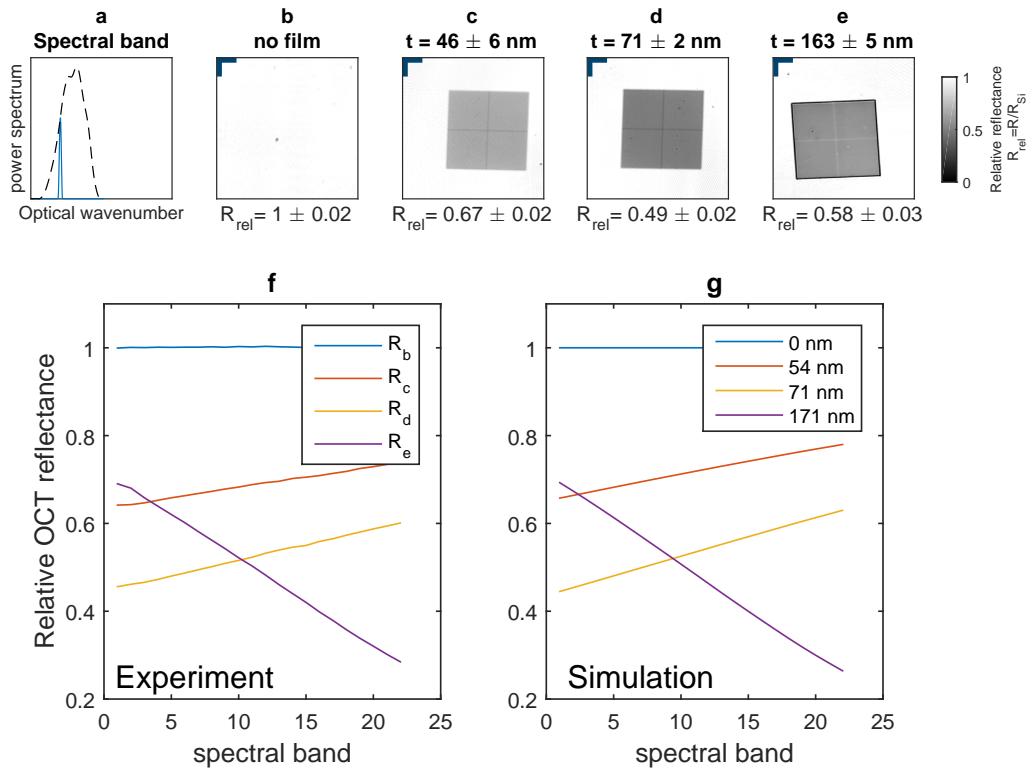 a
Spectral band
power spectrum
Optical wavenumber
b
no film
R_rel= 1 ± 0.02
c
t = 46 ± 6 nm
R_rel= 0.67 ± 0.02
d
t = 71 ± 2 nm
R_rel= 0.49 ± 0.02
e
t = 163 ± 5 nm
R_rel= 0.58 ± 0.03
1
0.5
0
Relative reflectance
R_rel=R/R_Si
f
Relative OCT reflectance
1
0.8
0.6
0.4
0.2
R_b
R_c
R_d
R_e
Experiment
0 5 10 15 20 25
spectral band
g
1
0.8
0.6
0.4
0.2
0 nm
54 nm
71 nm
171 nm
Simulation
0 5 10 15 20 25
spectral band